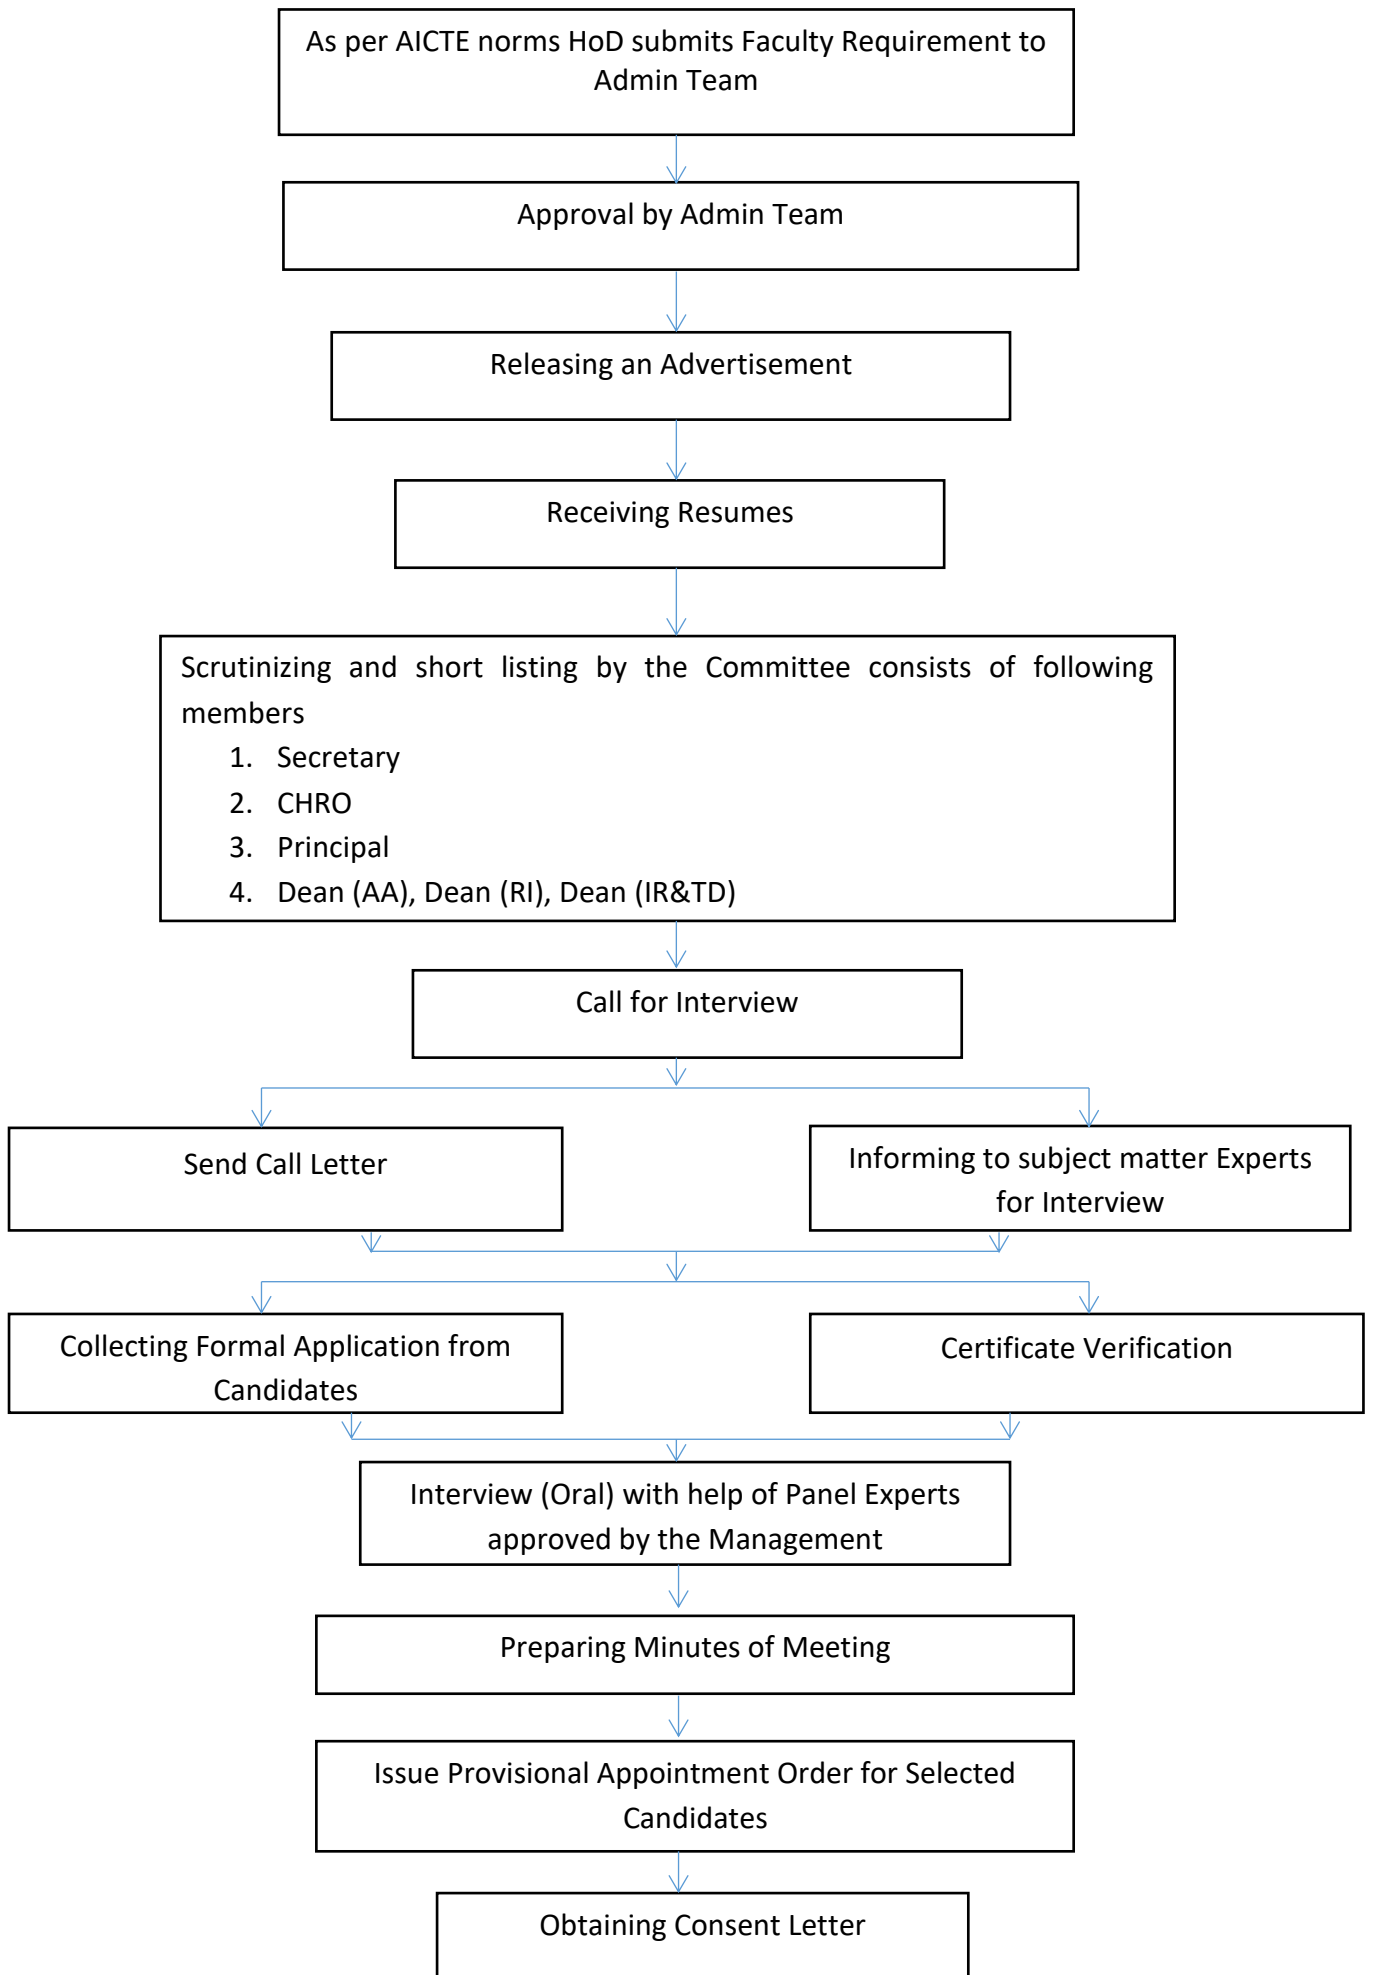 As per AICTE norms HoD submits Faculty Requirement to
Admin Team
Approval by Admin Team
Releasing an Advertisement
Receiving Resumes
Scrutinizing and short listing by the Committee consists of following
members
1. Secretary
2. CHRO
3. Principal
4. Dean (AA), Dean (RI), Dean (IR&TD)
Call for Interview
Send Call Letter
Informing to subject matter Experts
for Interview
Collecting Formal Application from
Candidates
Certificate Verification
Interview (Oral) with help of Panel Experts
approved by the Management
Preparing Minutes of Meeting
Issue Provisional Appointment Order for Selected
Candidates
Obtaining Consent Letter